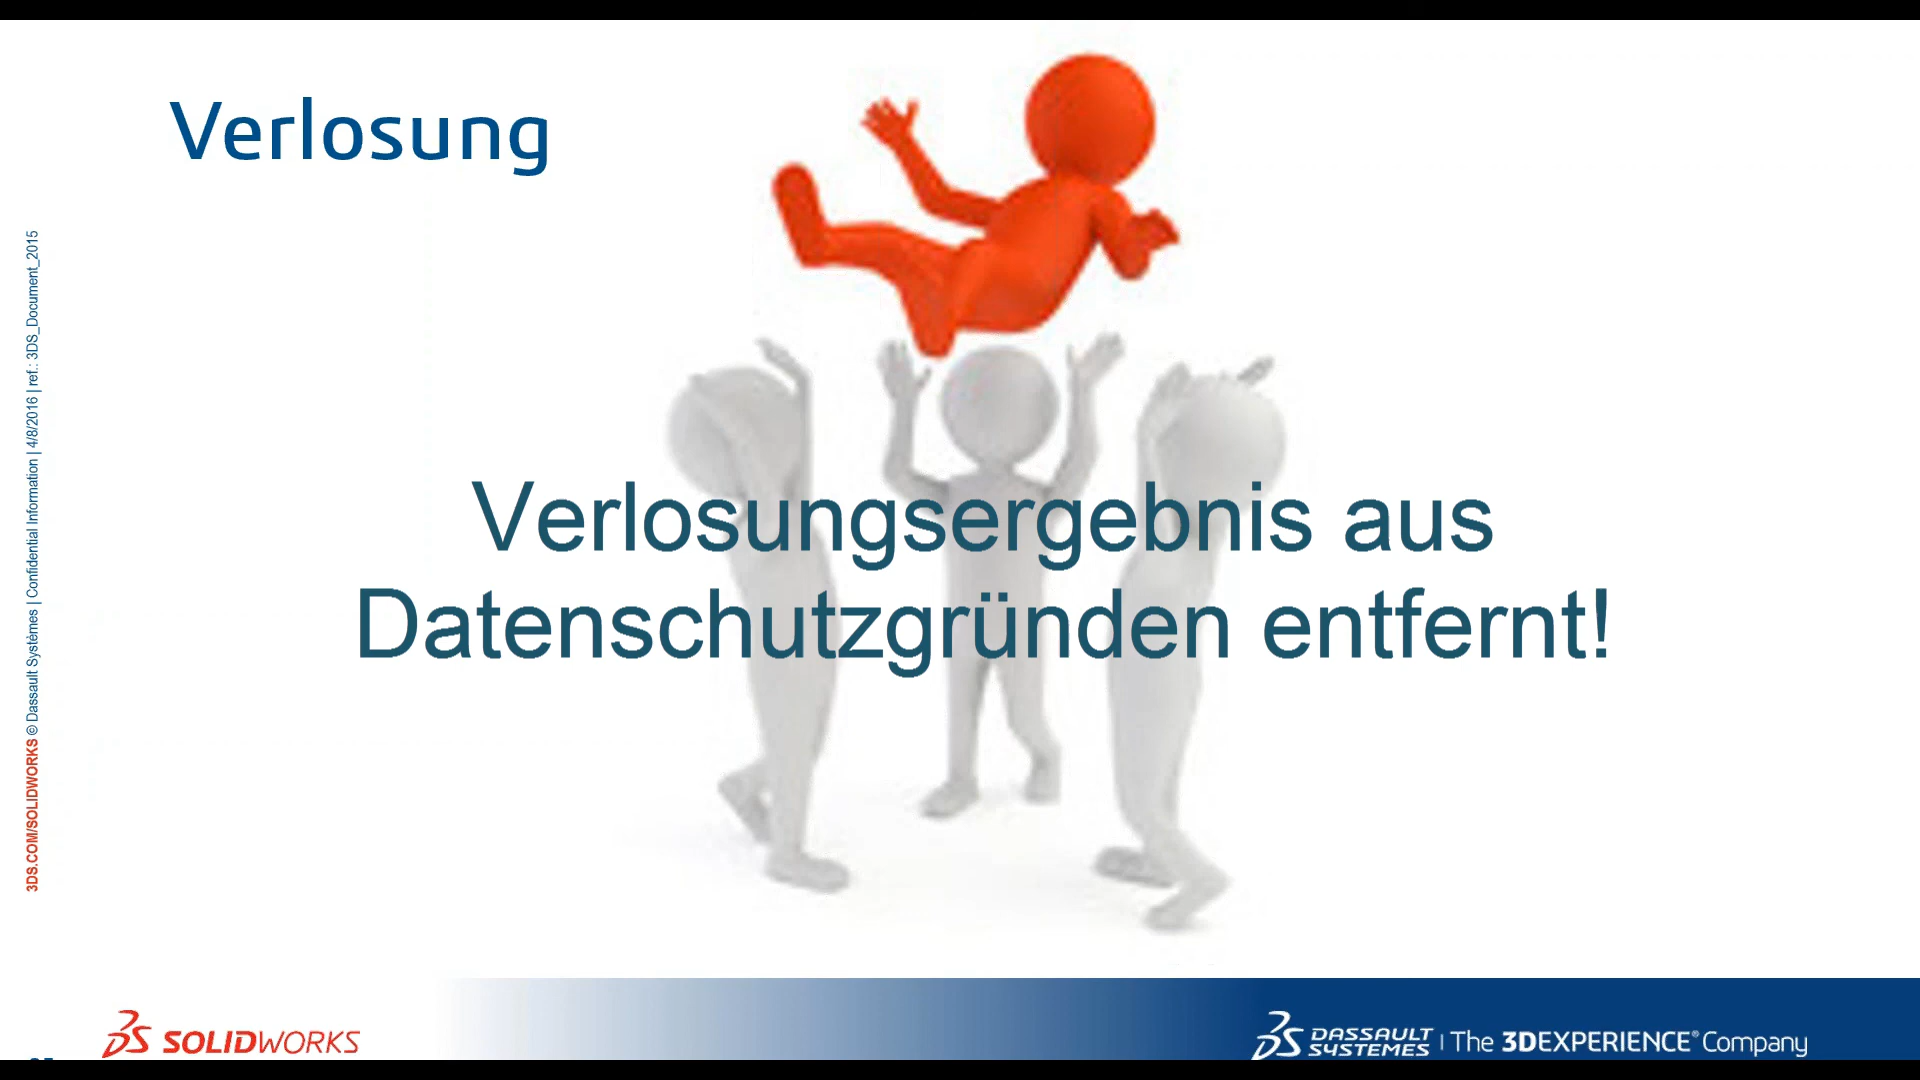 Verlosung
Verlosungsergebnis aus
Datenschutzgründen entfernt!
3DS.COM/SOLIDWORKS © Dassault Systèmes | Confidential Information | 4/8/2016 | ref.: 3DS_Document_2015
SOLIDWORKS
DASSAULT SYSTEMES | The 3DEXPERIENCE® Company